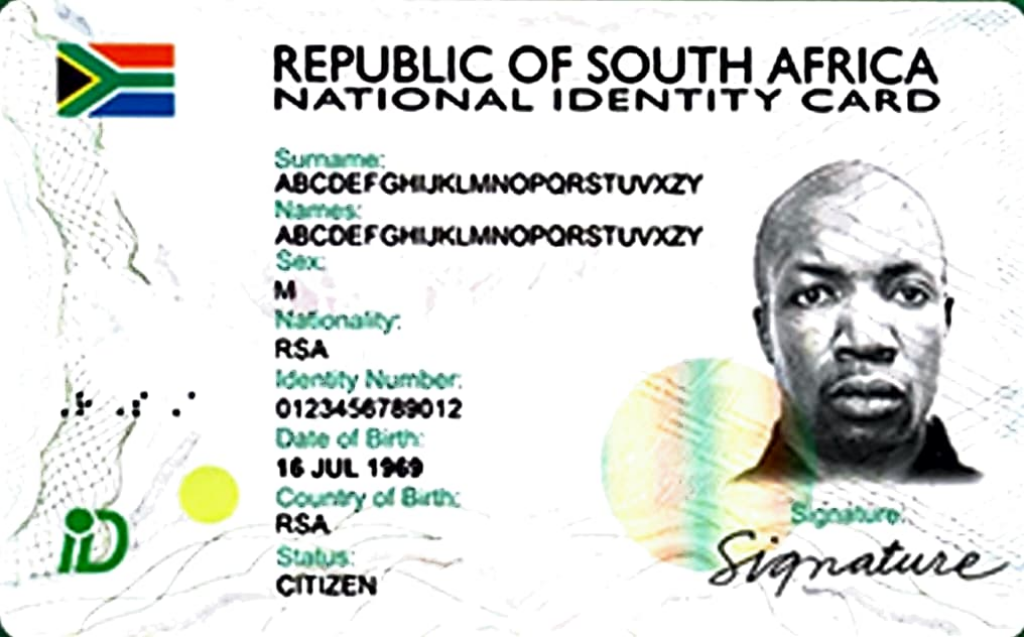 REPUBLIC OF SOUTH AFRICA
NATIONAL IDENTITY CARD
Surname:
ABCDEFGHIJKLMNOPQRSTUVXZY
Names:
ABCDEFGHIJKLMNOPQRSTUVXZY
Sex:
M
Nationality:
RSA
Identity Number:
0123456789012
Date of Birth:
16 JUL 1969
Country of Birth:
RSA
Status:
CITIZEN
iD
Signature:
Signature